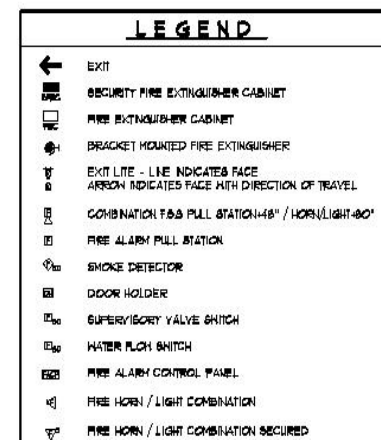 LEGEND
EXIT
SECURITY FIRE EXTINGUISHER CABINET
FIRE EXTINGUISHER CABINET
BRACKET MOUNTED FIRE EXTINGUISHER
EXIT LITE - LINE INDICATES FACE
ARROW INDICATES FACE WITH DIRECTION OF TRAVEL
COMBINATION PULL STATION+48" / HORN/LIGHT+80"
FIRE ALARM PULL STATION
SMOKE DETECTOR
DOOR HOLDER
SUPERVISORY VALVE SWITCH
WATER FLOW SWITCH
FACP FIRE ALARM CONTROL PANEL
FIRE HORN / LIGHT COMBINATION
FIRE HORN / LIGHT COMBINATION SECURED